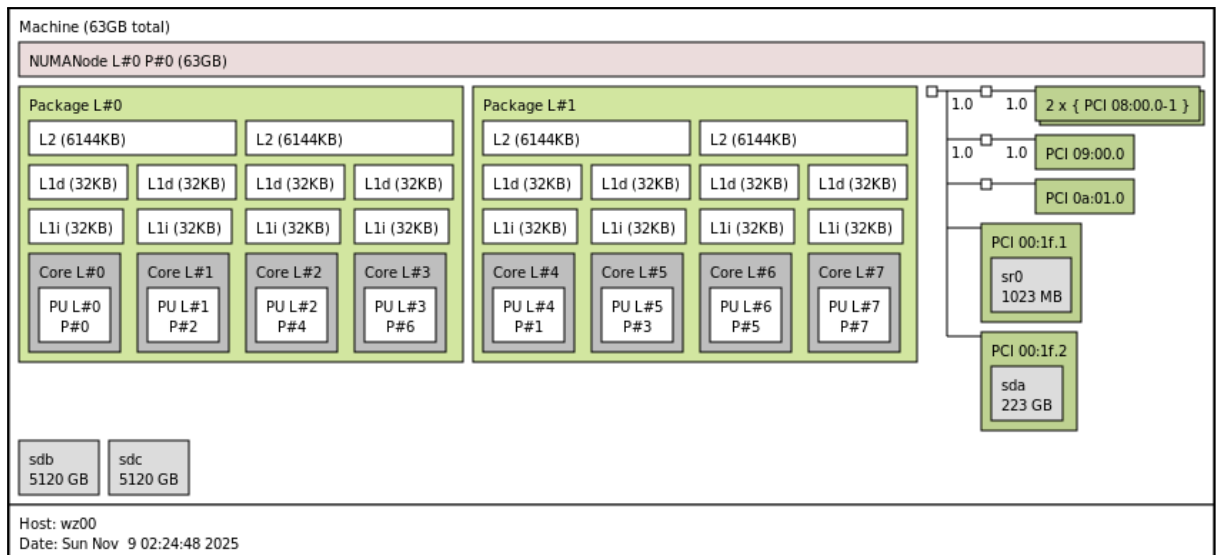 Machine (63GB total)
NUMANode L#0 P#0 (63GB)
Package L#0
L2 (6144KB)
L2 (6144KB)
L1d (32KB)
L1d (32KB)
L1d (32KB)
L1d (32KB)
L1i (32KB)
L1i (32KB)
L1i (32KB)
L1i (32KB)
Core L#0
PU L#0
P#0
Core L#1
PU L#1
P#2
Core L#2
PU L#2
P#4
Core L#3
PU L#3
P#6
Package L#1
L2 (6144KB)
L2 (6144KB)
L1d (32KB)
L1d (32KB)
L1d (32KB)
L1d (32KB)
L1i (32KB)
L1i (32KB)
L1i (32KB)
L1i (32KB)
Core L#4
PU L#4
P#1
Core L#5
PU L#5
P#3
Core L#6
PU L#6
P#5
Core L#7
PU L#7
P#7
1.0 1.0 2 x { PCI 08:00.0-1 }
1.0 1.0 PCI 09:00.0
PCI 0a:01.0
PCI 00:1f.1
sr0
1023 MB
PCI 00:1f.2
sda
223 GB
sdb
5120 GB
sdc
5120 GB
Host: wz00
Date: Sun Nov  9 02:24:48 2025